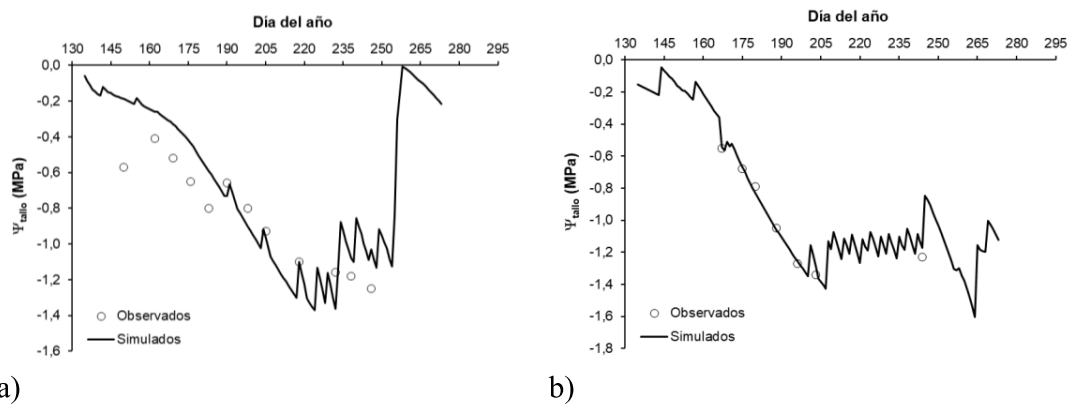 Día del año
130 145 160 175 190 205 220 235 250 265 280 295
0,0
-0,2
-0,4
-0,6
-0,8
-1,0
-1,2
-1,4
-1,6
Ψtallo (MPa)
Observados
Simulados
a)
Día del año
130 145 160 175 190 205 220 235 250 265 280 295
0,0
-0,2
-0,4
-0,6
-0,8
-1,0
-1,2
-1,4
-1,6
-1,8
Ψtallo (MPa)
Observados
Simulados
b)